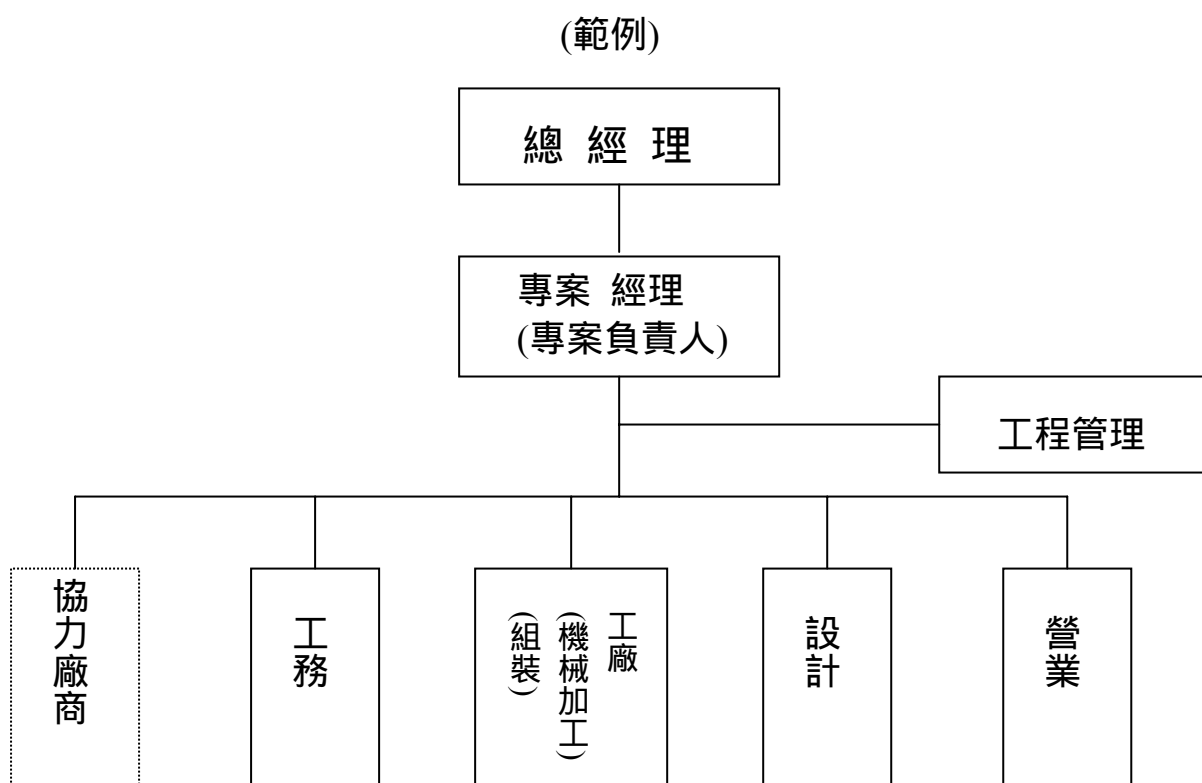 (範例)
總 經 理
專案 經理
(專案負責人)
工程管理
協力廠商
工務
工廠
(機械加工)
(組裝)
設計
營業